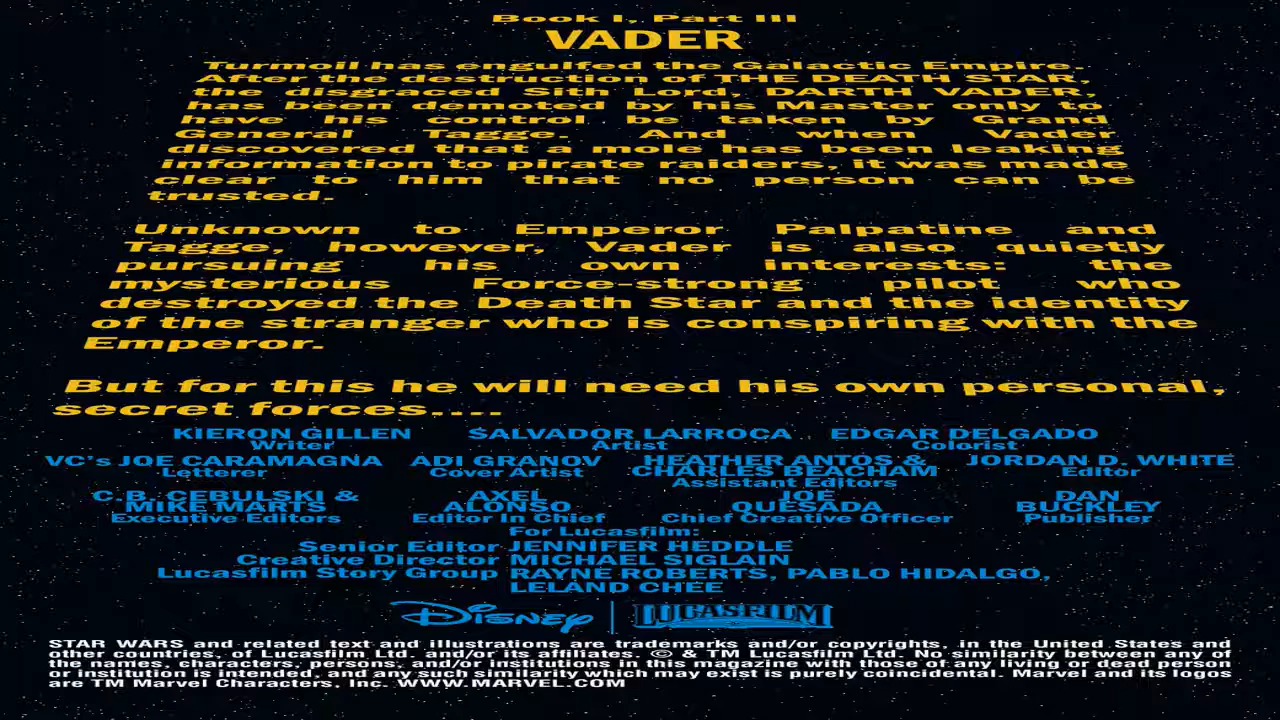 Book I, Part III
VADER
Turmoil has engulfed the Galactic Empire.
After the destruction of THE DEATH STAR,
the disgraced Sith Lord, DARTH VADER,
has been demoted by his Master only to
have his control be taken by Grand
General Tagge. And when Vader
discovered that a mole has been leaking
information to pirate raiders, it was made
clear to him that no person can be
trusted.
Unknown to Emperor Palpatine and
Tagge, however, Vader is also quietly
pursuing his own interests: the
mysterious Force-strong pilot who
destroyed the Death Star and the identity
of the stranger who is conspiring with the
Emperor.
But for this he will need his own personal,
secret forces....
KIERON GILLEN SALVADOR LARROCA EDGAR DELGADO
Writer Artist Colorist
VC's JOE CARAMAGNA ADI GRANOV HEATHER ANTOS & JORDAN D. WHITE
Letterer Cover Artist CHARLES BEACHAM Editor
Assistant Editors
C.B. CEBULSKI & AXEL JOE DAN
MIKE MARTS ALONSO QUESADA BUCKLEY
Executive Editors Editor In Chief Chief Creative Officer Publisher
For Lucasfilm:
Senior Editor JENNIFER HEDDLE
Creative Director MICHAEL SIGLAIN
Lucasfilm Story Group RAYNE ROBERTS, PABLO HIDALGO,
LELAND CHEE
Disney | LUCASFILM
STAR WARS and related text and illustrations are trademarks and/or copyrights, in the United States and
other countries, of Lucasfilm Ltd. and/or its affiliates. © & TM Lucasfilm Ltd. No similarity between any of
the names, characters, persons, and/or institutions in this magazine with those of any living or dead person
or institution is intended, and any such similarity which may exist is purely coincidental. Marvel and its logos
are TM Marvel Characters, Inc. WWW.MARVEL.COM